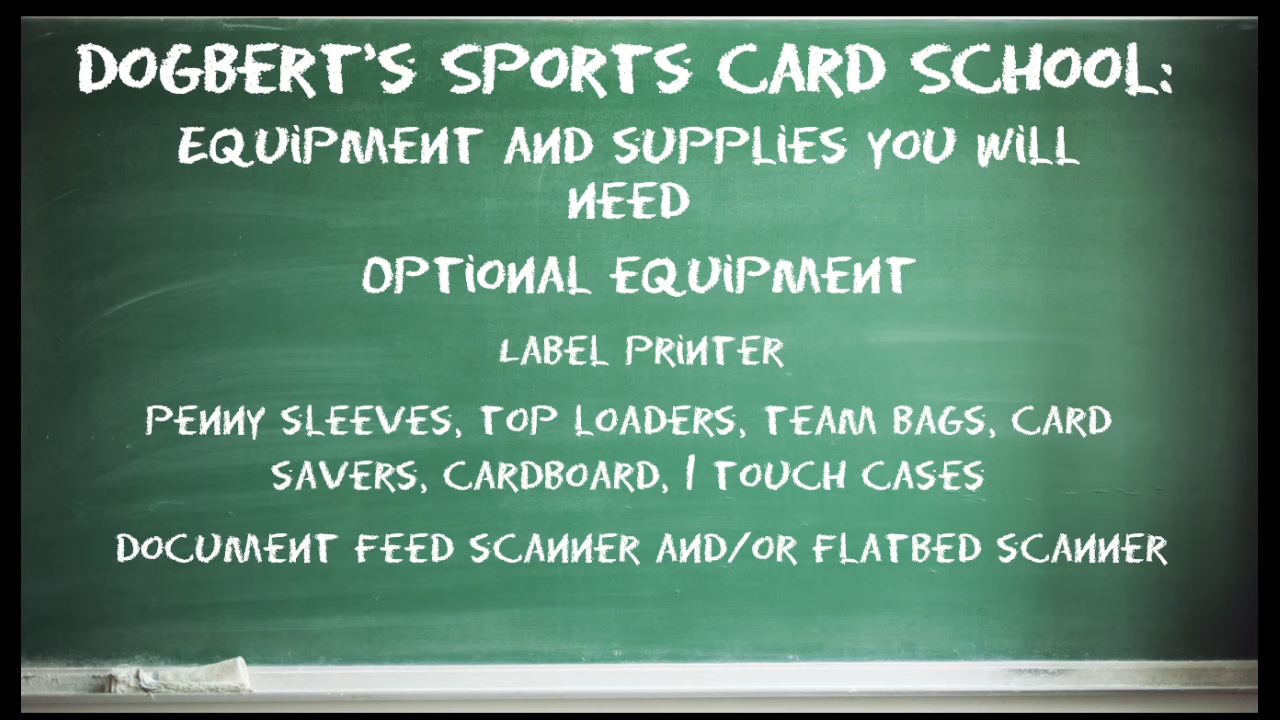 DOGBERT'S SPORTS CARD SCHOOL:
EQUIPMENT AND SUPPLIES YOU WILL
NEED
OPTIONAL EQUIPMENT
LABEL PRINTER
PENNY SLEEVES, TOP LOADERS, TEAM BAGS, CARD
SAVERS, CARDBOARD, 1 TOUCH CASES
DOCUMENT FEED SCANNER AND/OR FLATBED SCANNER